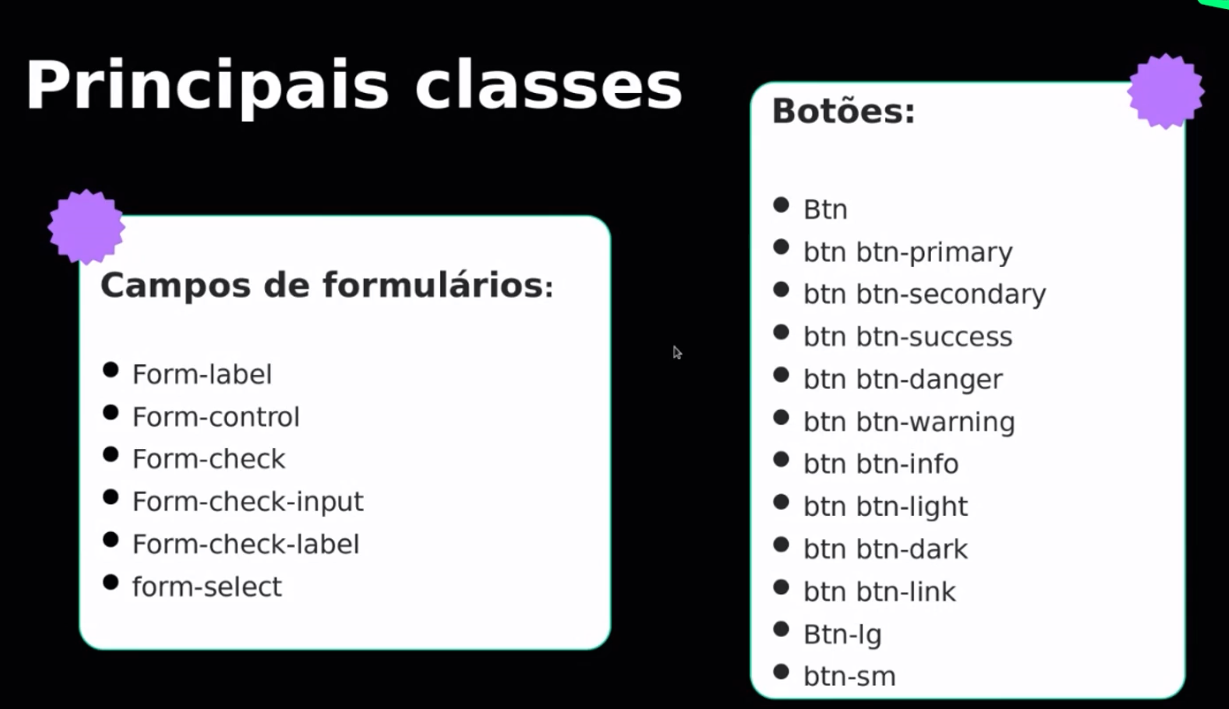 Principais classes
Campos de formulários:
Form-label
Form-control
Form-check
Form-check-input
Form-check-label
form-select
Botões:
Btn
btn btn-primary
btn btn-secondary
btn btn-success
btn btn-danger
btn btn-warning
btn btn-info
btn btn-light
btn btn-dark
btn btn-link
Btn-lg
btn-sm